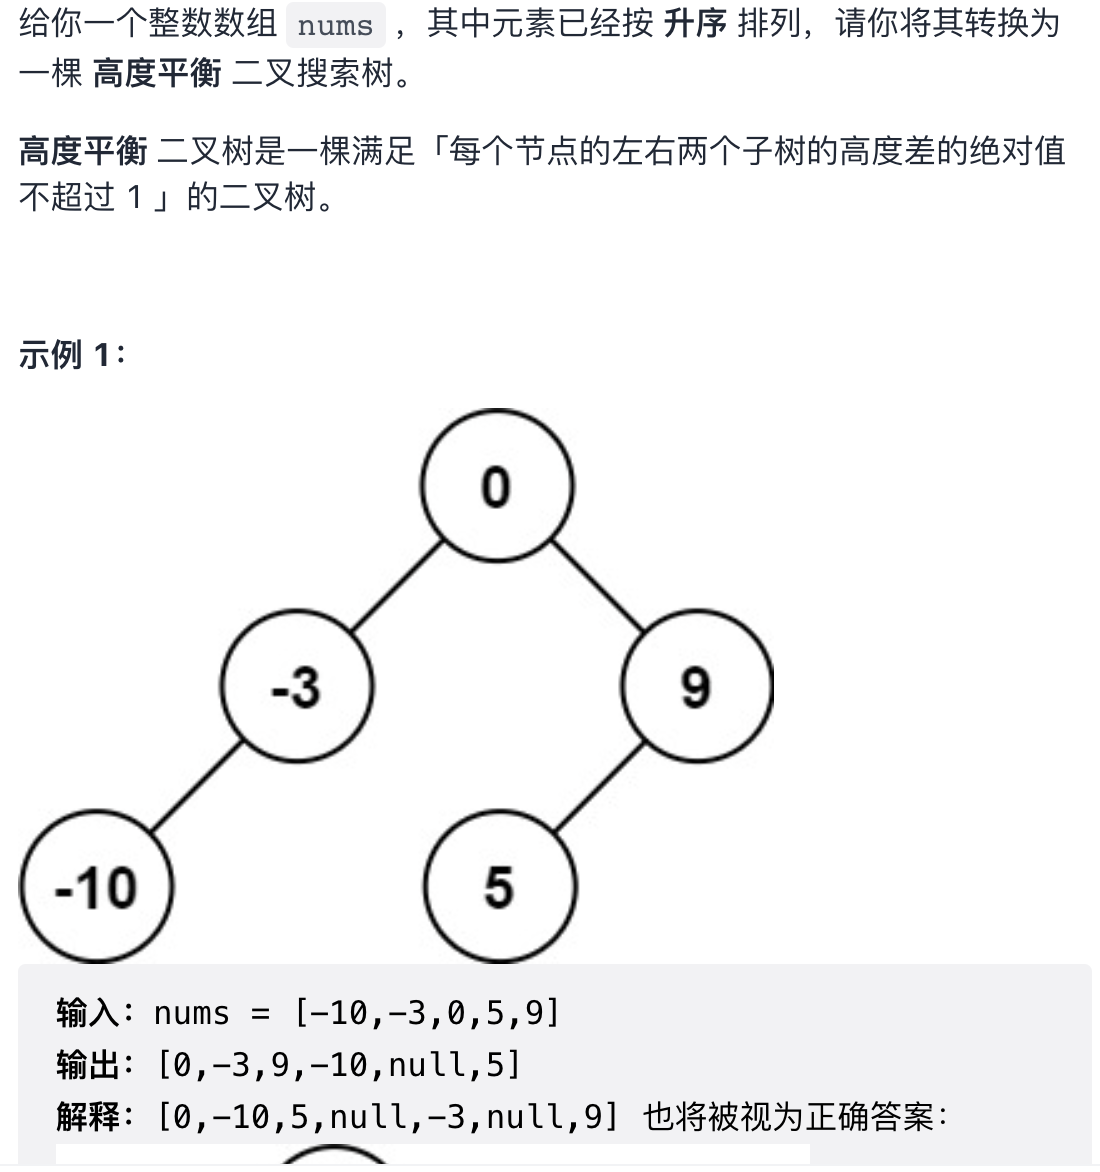 给你一个整数数组 nums ，其中元素已经按 升序 排列，请你将其转换为
一棵 高度平衡 二叉搜索树。
高度平衡 二叉树是一棵满足「每个节点的左右两个子树的高度差的绝对值
不超过 1 」的二叉树。
示例 1：
0
-3
9
-10
5
输入：nums = [-10,-3,0,5,9]
输出：[0,-3,9,-10,null,5]
解释：[0,-10,5,null,-3,null,9] 也将被视为正确答案：